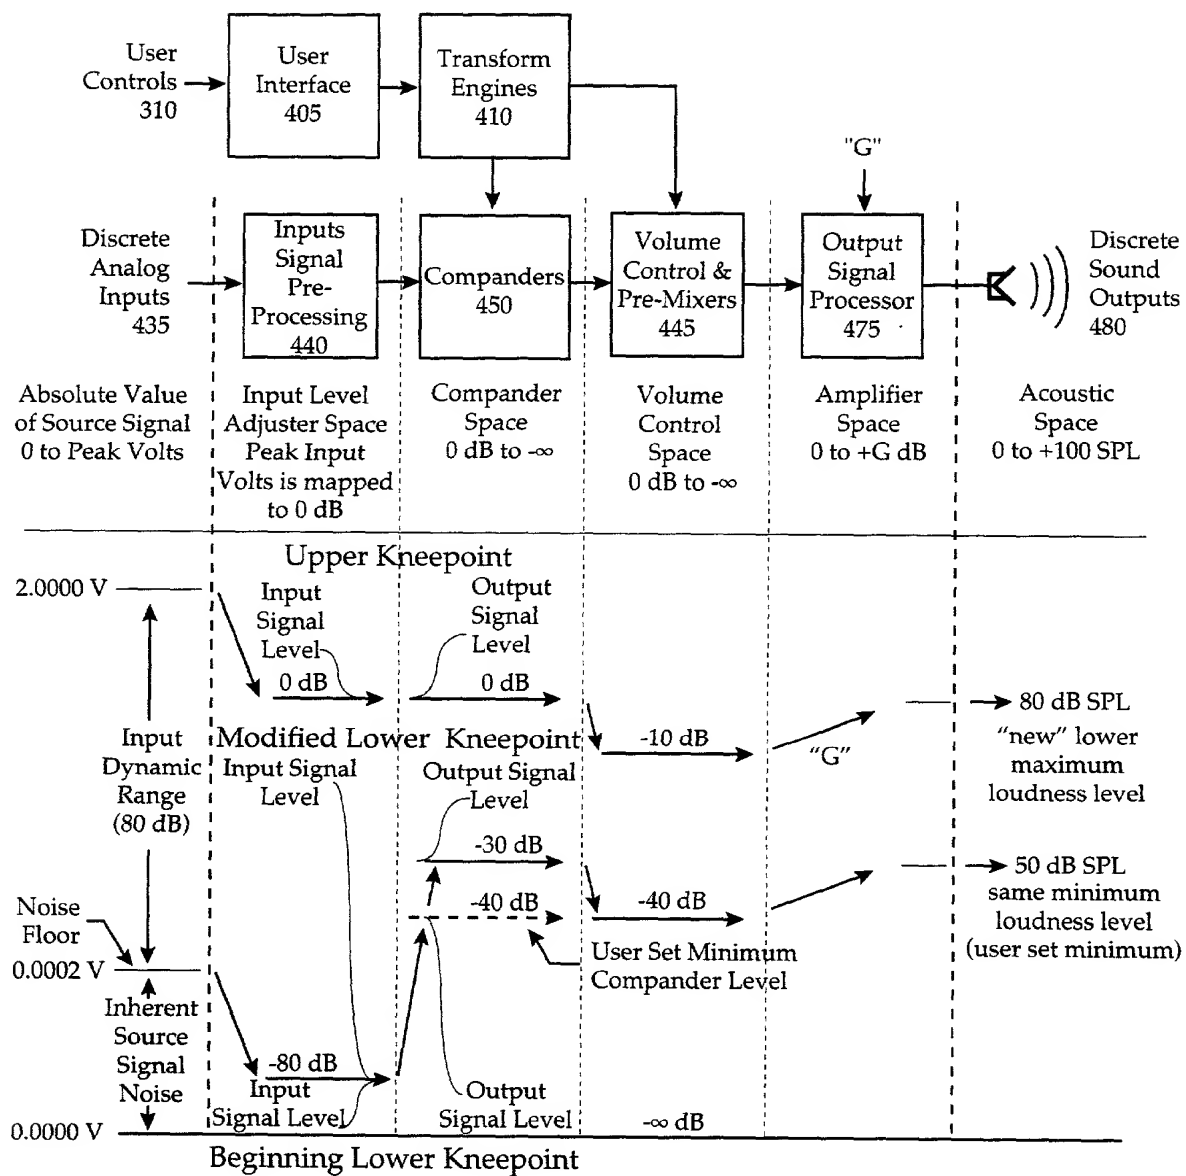 User
Controls
310
User
Interface
405
Transform
Engines
410
"G"
Discrete
Analog
Inputs
435
Inputs
Signal
Pre-
Processing
440
Companders
450
Volume
Control &
Pre-Mixers
445
Output
Signal
Processor
475
Discrete
Sound
Outputs
480
Absolute Value
of Source Signal
0 to Peak Volts
Input Level
Adjuster Space
Peak Input
Volts is mapped
to 0 dB
Compander
Space
0 dB to -∞
Volume
Control
Space
0 dB to -∞
Amplifier
Space
0 to +G dB
Acoustic
Space
0 to +100 SPL
Upper Kneepoint
2.0000 V
Input
Signal
Level
0 dB
Output
Signal
Level
0 dB
-10 dB
"G"
80 dB SPL
"new" lower
maximum
loudness level
Input
Dynamic
Range
(80 dB)
Modified Lower Kneepoint
Input Signal
Level
Output Signal
Level
-30 dB
-40 dB
-40 dB
50 dB SPL
same minimum
loudness level
(user set minimum)
User Set Minimum
Compander Level
Noise
Floor
0.0002 V
Inherent
Source
Signal
Noise
-80 dB
Input
Signal Level
Output
Signal Level
-∞ dB
0.0000 V
Beginning Lower Kneepoint